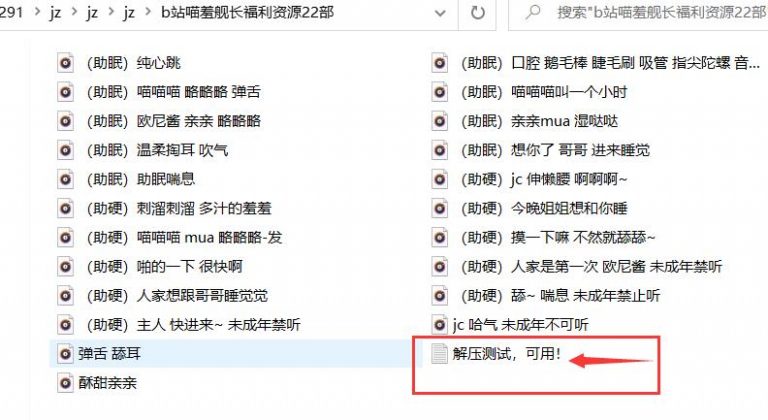 291 › jz › jz › jz › b站喵羞舰长福利资源22部
搜索"b站喵羞舰长福利资源22部
（助眠）纯心跳
（助眠）喵喵喵 略略略 弹舌
（助眠）欧尼酱 亲亲 略略略
（助眠）温柔掏耳 吹气
（助眠）助眠喘息
（助硬）刺溜刺溜 多汁的羞羞
（助硬）喵喵喵 mua 略略略-发
（助硬）啪的一下 很快啊
（助硬）人家想跟哥哥睡觉觉
（助硬）主人 快进来~ 未成年禁听
弹舌 舔耳
酥甜亲亲
（助眠）口腔 鹅毛棒 睫毛刷 吸管 指尖陀螺 音...
（助眠）喵喵喵叫一个小时
（助眠）亲亲mua 湿哒哒
（助眠）想你了 哥哥 进来睡觉
（助硬）jc 伸懒腰 啊啊啊~
（助硬）今晚姐姐想和你睡
（助硬）摸一下嘛 不然就舔舔~
（助硬）人家是第一次 欧尼酱 未成年禁听
（助硬）舔~ 喘息 未成年禁止听
jc 哈气 未成年不可听
解压测试，可用！